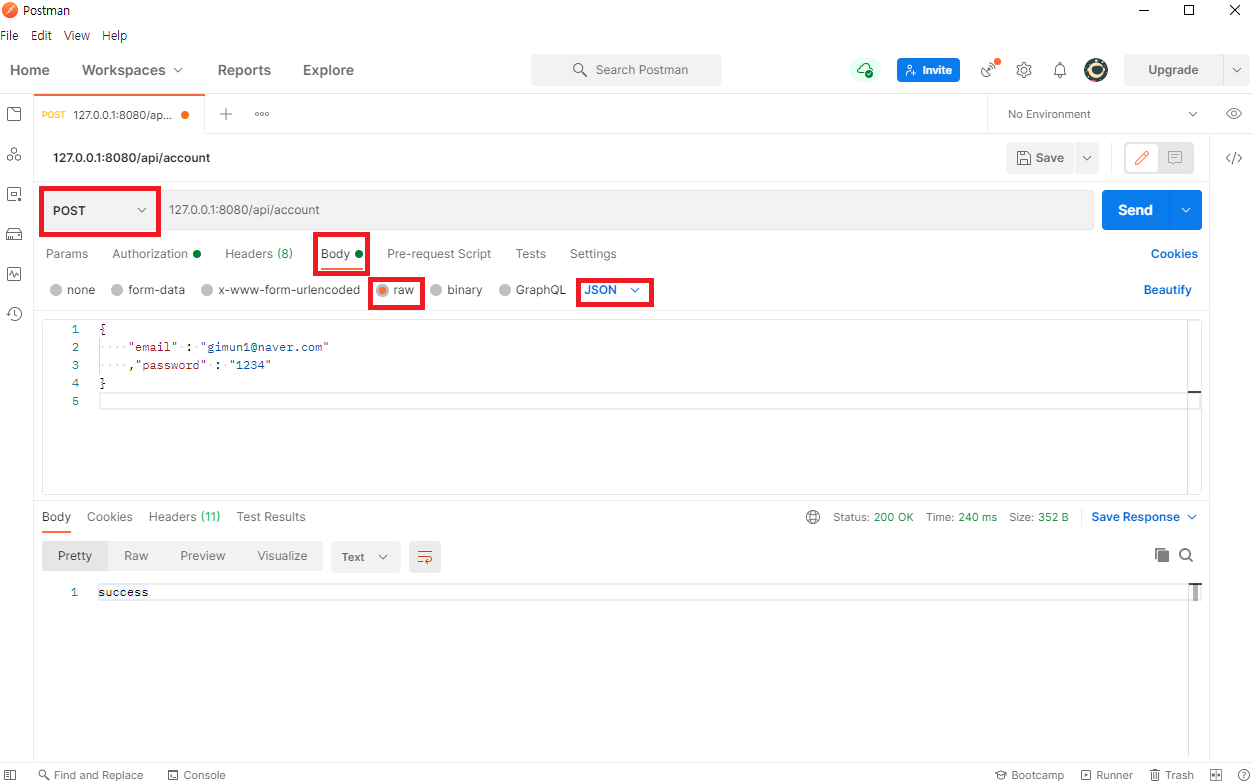 Postman
File Edit View Help
Home Workspaces Reports Explore Search Postman Invite Upgrade
POST 127.0.0.1:8080/ap... No Environment
127.0.0.1:8080/api/account Save
POST 127.0.0.1:8080/api/account Send
Params Authorization Headers (8) Body Pre-request Script Tests Settings Cookies
none form-data x-www-form-urlencoded raw binary GraphQL JSON Beautify
1 {
2 "email" : "gimun1@naver.com"
3 ,"password" : "1234"
4 }
5
Body Cookies Headers (11) Test Results Status: 200 OK Time: 240 ms Size: 352 B Save Response
Pretty Raw Preview Visualize Text
1 success
Find and Replace Console Bootcamp Runner Trash